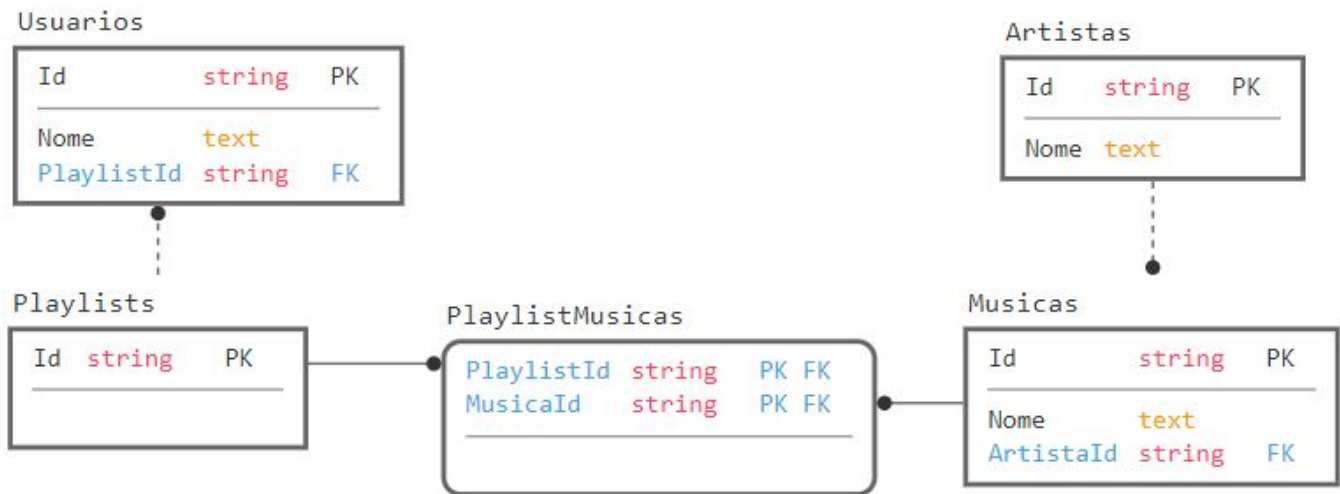 Usuarios
Id string PK
Nome text
PlaylistId string FK
Artistas
Id string PK
Nome text
Playlists
Id string PK
PlaylistMusicas
PlaylistId string PK FK
MusicaId string PK FK
Musicas
Id string PK
Nome text
ArtistaId string FK